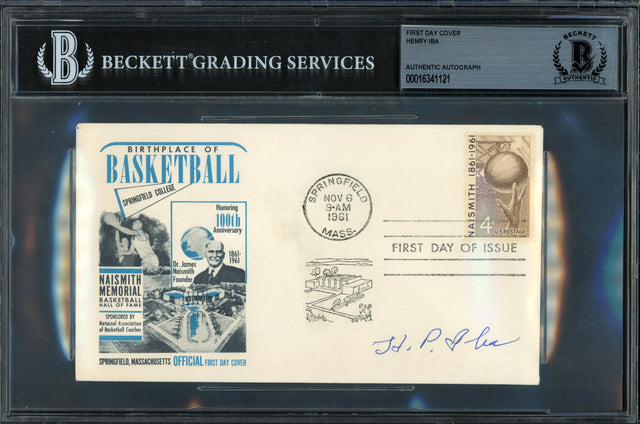 BECKETT® GRADING SERVICES
FIRST DAY COVER
HENRY IBA
AUTHENTIC AUTOGRAPH
00016341121
BECKETT
B
AUTHENTIC
BIRTHPLACE OF
BASKETBALL
SPRINGFIELD COLLEGE
Honoring
100th
Anniversary
1861-
1961
Dr. James
Naismith
Founder
NAISMITH
MEMORIAL
BASKETBALL
HALL OF FAME
SPONSORED BY
National Association
of Basketball Coaches
SPRINGFIELD, MASSACHUSETTS OFFICIAL FIRST DAY COVER
SPRINGFIELD
NOV 6
9-AM
1961
MASS.
NAISMITH 1861-1961
4c
U.S. POSTAGE
FIRST DAY OF ISSUE
H. P. Iba